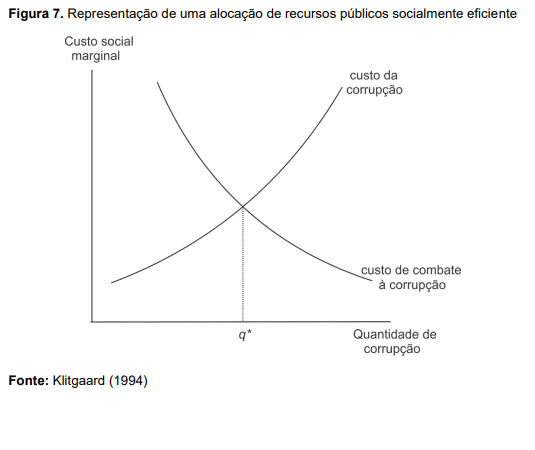 Figura 7. Representação de uma alocação de recursos públicos socialmente eficiente
Custo social
marginal
custo da
corrupção
custo de combate
à corrupção
q*
Quantidade de
corrupção
Fonte: Klitgaard (1994)